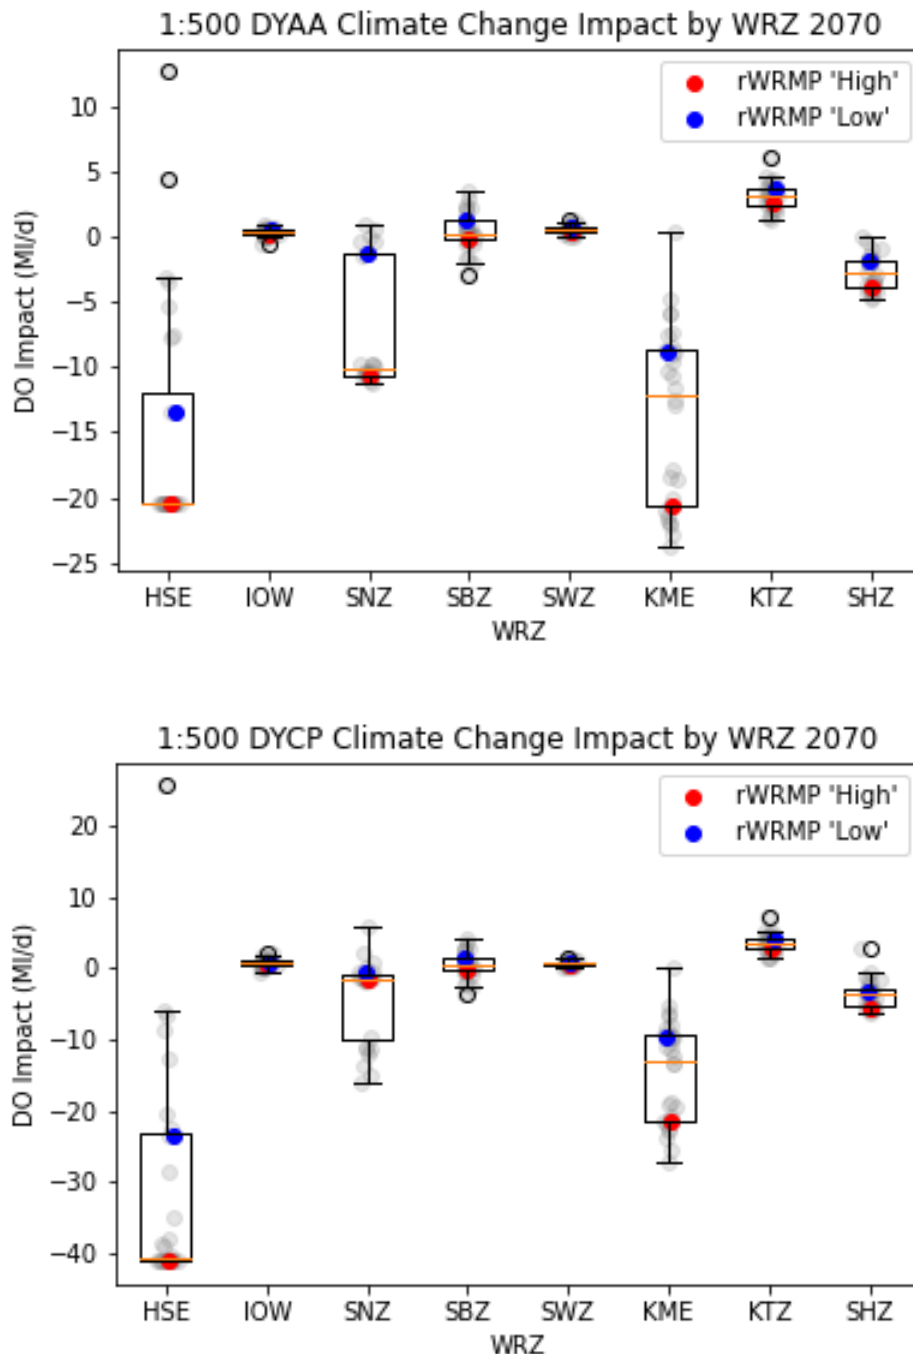 1:500 DYAA Climate Change Impact by WRZ 2070
rWRMP 'High'
rWRMP 'Low'
DO Impact (Ml/d)
10
5
0
−5
−10
−15
−20
−25
HSE IOW SNZ SBZ SWZ KME KTZ SHZ
WRZ
1:500 DYCP Climate Change Impact by WRZ 2070
rWRMP 'High'
rWRMP 'Low'
DO Impact (Ml/d)
20
10
0
−10
−20
−30
−40
HSE IOW SNZ SBZ SWZ KME KTZ SHZ
WRZ